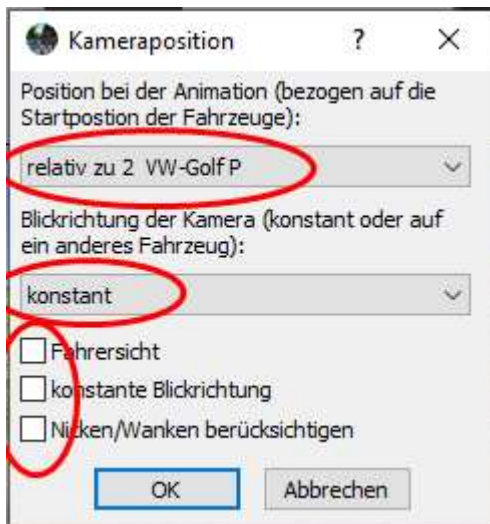 Kameraposition ? ×
Position bei der Animation (bezogen auf die
Startpostion der Fahrzeuge):
relativ zu 2 VW-Golf P
Blickrichtung der Kamera (konstant oder auf
ein anderes Fahrzeug):
konstant
Fahrersicht
konstante Blickrichtung
Nicken/Wanken berücksichtigen
OK Abbrechen